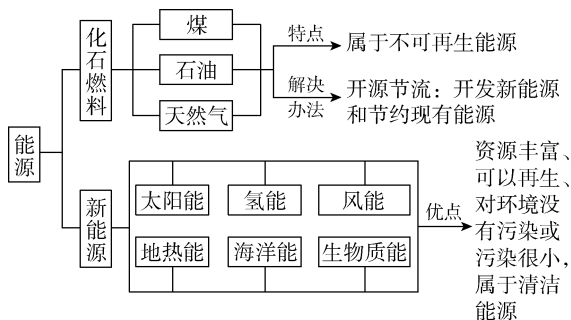 能源
化石燃料
煤
石油
天然气
特点
属于不可再生能源
解决
办法
开源节流：开发新能源
和节约现有能源
新能源
太阳能
氢能
风能
地热能
海洋能
生物质能
优点
资源丰富、
可以再生、
对环境没
有污染或
污染很小，
属于清洁
能源